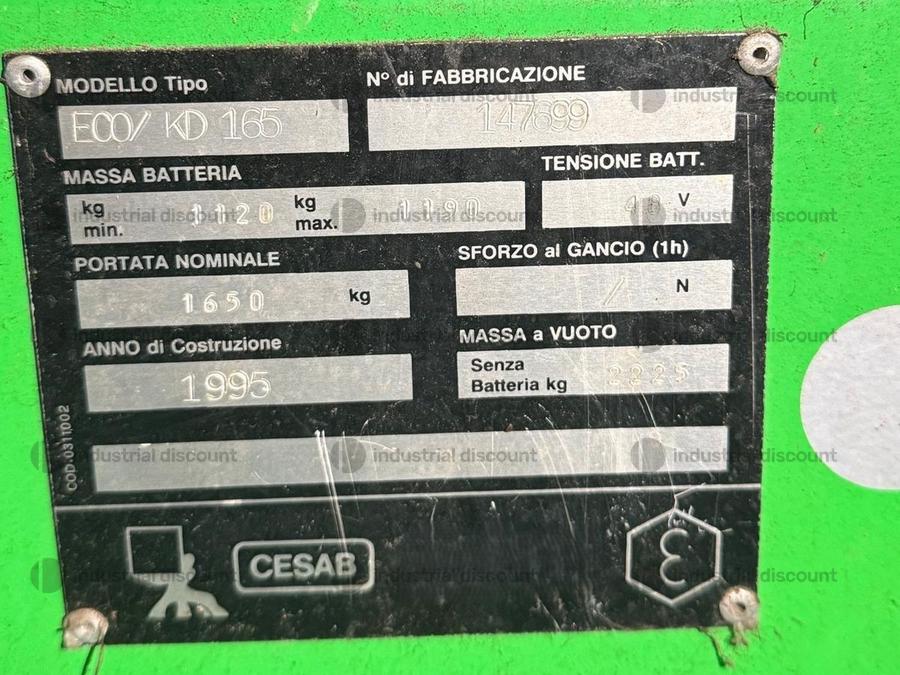 MODELLO Tipo
N° di FABBRICAZIONE
ECO/ KD 165
147699
MASSA BATTERIA
TENSIONE BATT.
kg min. 1120 kg max. 1190
48 V
PORTATA NOMINALE
SFORZO al GANCIO (1h)
1650 kg
/ N
ANNO di Costruzione
MASSA a VUOTO
1995
Senza
Batteria kg 2225
COD.0311002
CESAB
industrial discount